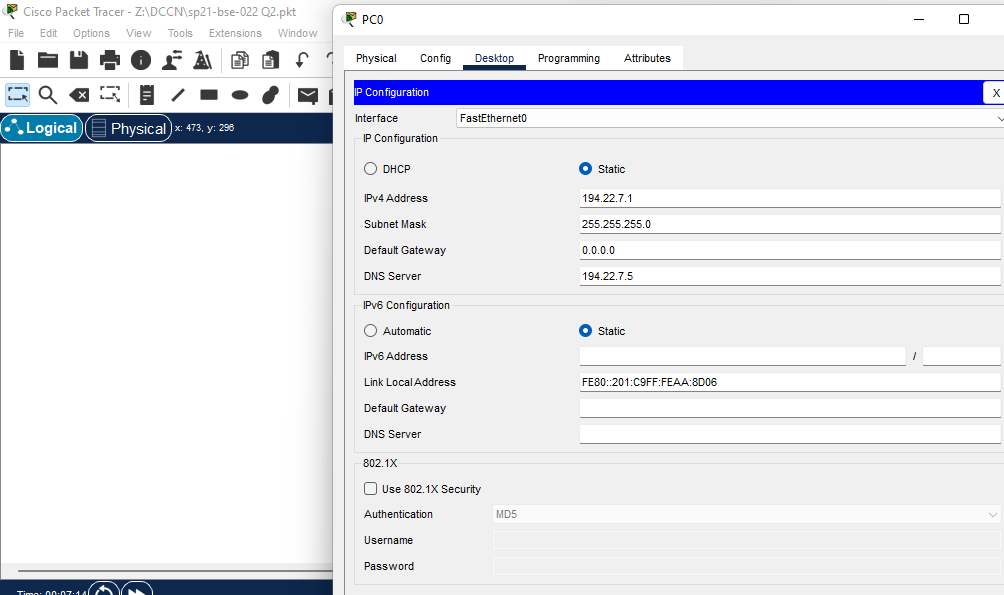 Cisco Packet Tracer - Z:\DCCN\sp21-bse-022 Q2.pkt
File Edit Options View Tools Extensions Window
Logical Physical x: 473, y: 296
Time: 00:07:14
PC0
Physical Config Desktop Programming Attributes
IP Configuration X
Interface FastEthernet0
IP Configuration
DHCP Static
IPv4 Address 194.22.7.1
Subnet Mask 255.255.255.0
Default Gateway 0.0.0.0
DNS Server 194.22.7.5
IPv6 Configuration
Automatic Static
IPv6 Address /
Link Local Address FE80::201:C9FF:FEAA:8D06
Default Gateway
DNS Server
802.1X
Use 802.1X Security
Authentication MD5
Username
Password